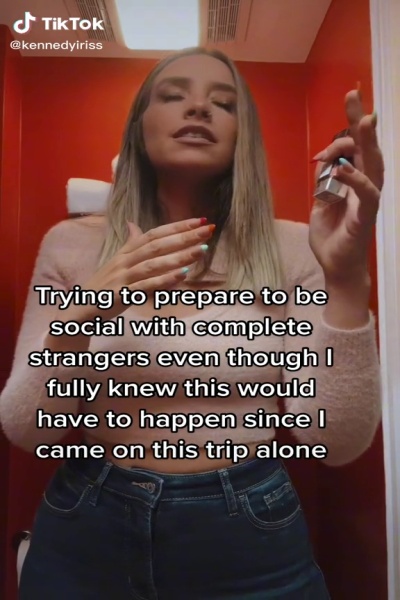 TikTok
@kennedyiriss
Trying to prepare to be
social with complete
strangers even though I
fully knew this would
have to happen since I
came on this trip alone